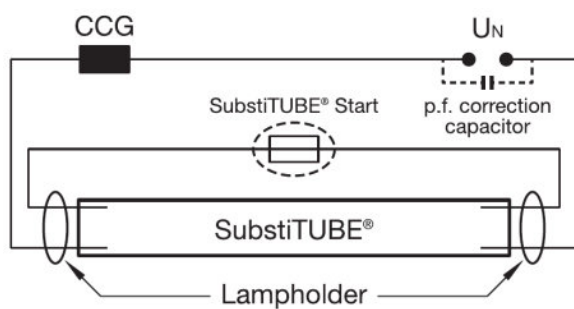 CCG
UN
SubstiTUBE® Start
p.f. correction
capacitor
SubstiTUBE®
Lampholder